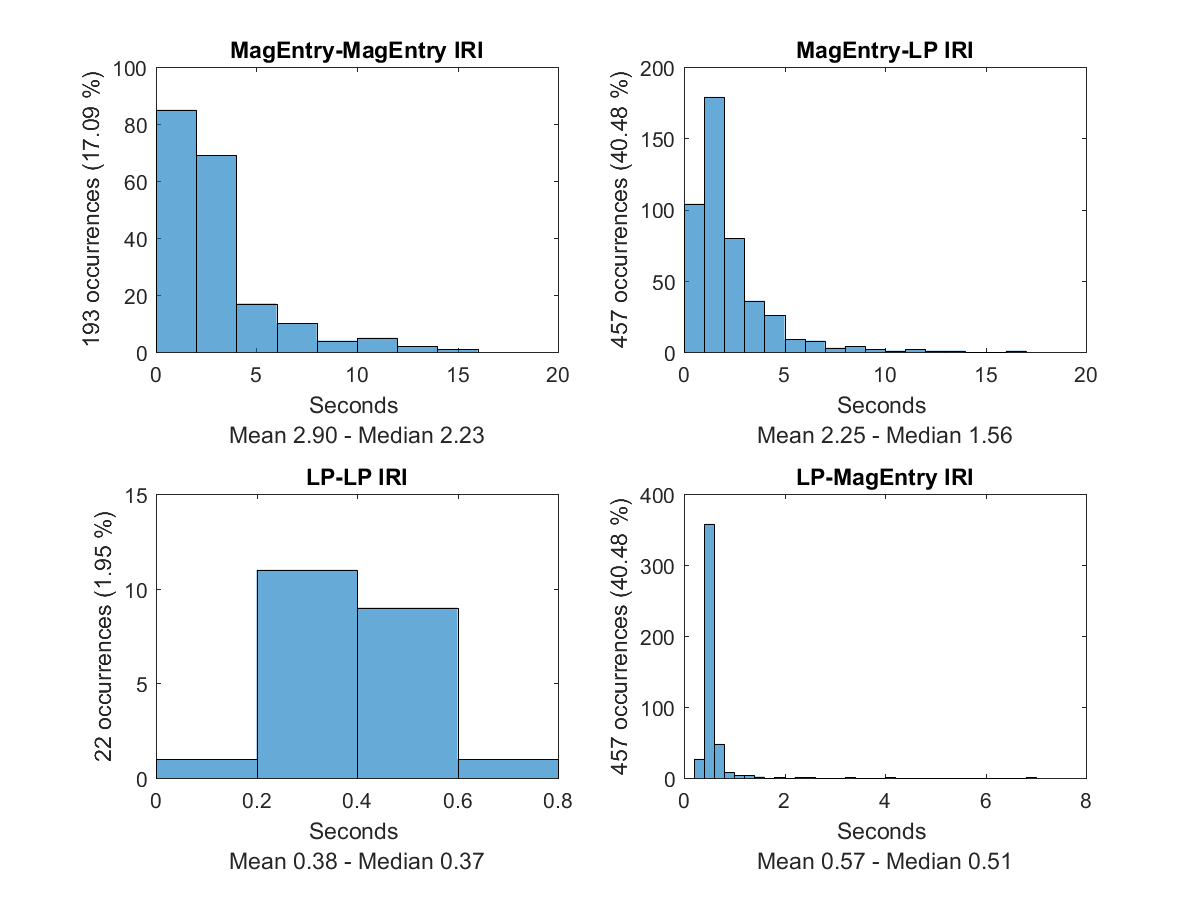 MagEntry-MagEntry IRI
193 occurrences (17.09 %)
100
80
60
40
20
0
0 5 10 15 20
Seconds
Mean 2.90 - Median 2.23
MagEntry-LP IRI
457 occurrences (40.48 %)
200
150
100
50
0
0 5 10 15 20
Seconds
Mean 2.25 - Median 1.56
LP-LP IRI
22 occurrences (1.95 %)
15
10
5
0
0 0.2 0.4 0.6 0.8
Seconds
Mean 0.38 - Median 0.37
LP-MagEntry IRI
457 occurrences (40.48 %)
400
300
200
100
0
0 2 4 6 8
Seconds
Mean 0.57 - Median 0.51